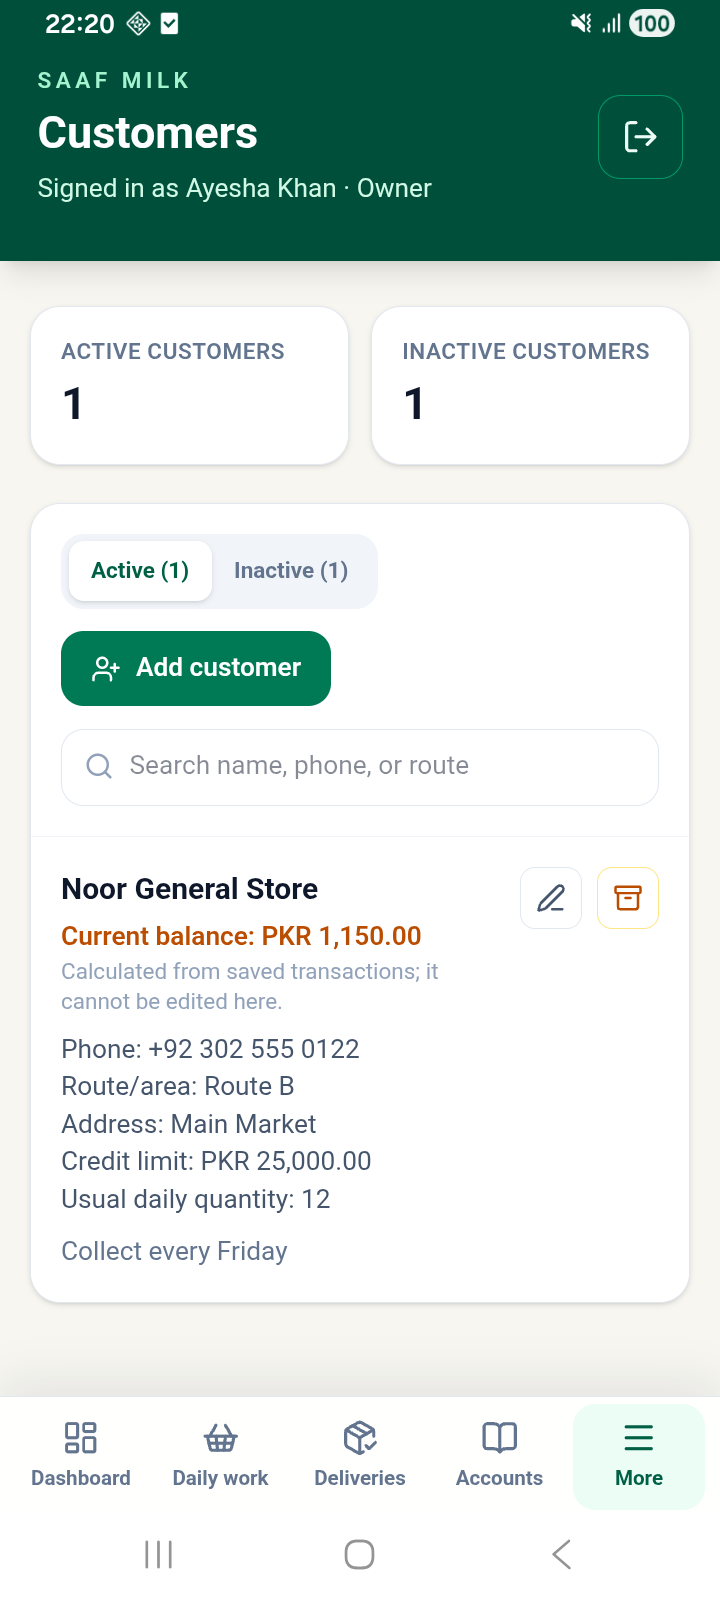 22:20
100
SAAF MILK
Customers
Signed in as Ayesha Khan · Owner
ACTIVE CUSTOMERS
1
INACTIVE CUSTOMERS
1
Active (1)
Inactive (1)
Add customer
Search name, phone, or route
Noor General Store
Current balance: PKR 1,150.00
Calculated from saved transactions; it
cannot be edited here.
Phone: +92 302 555 0122
Route/area: Route B
Address: Main Market
Credit limit: PKR 25,000.00
Usual daily quantity: 12
Collect every Friday
Dashboard
Daily work
Deliveries
Accounts
More